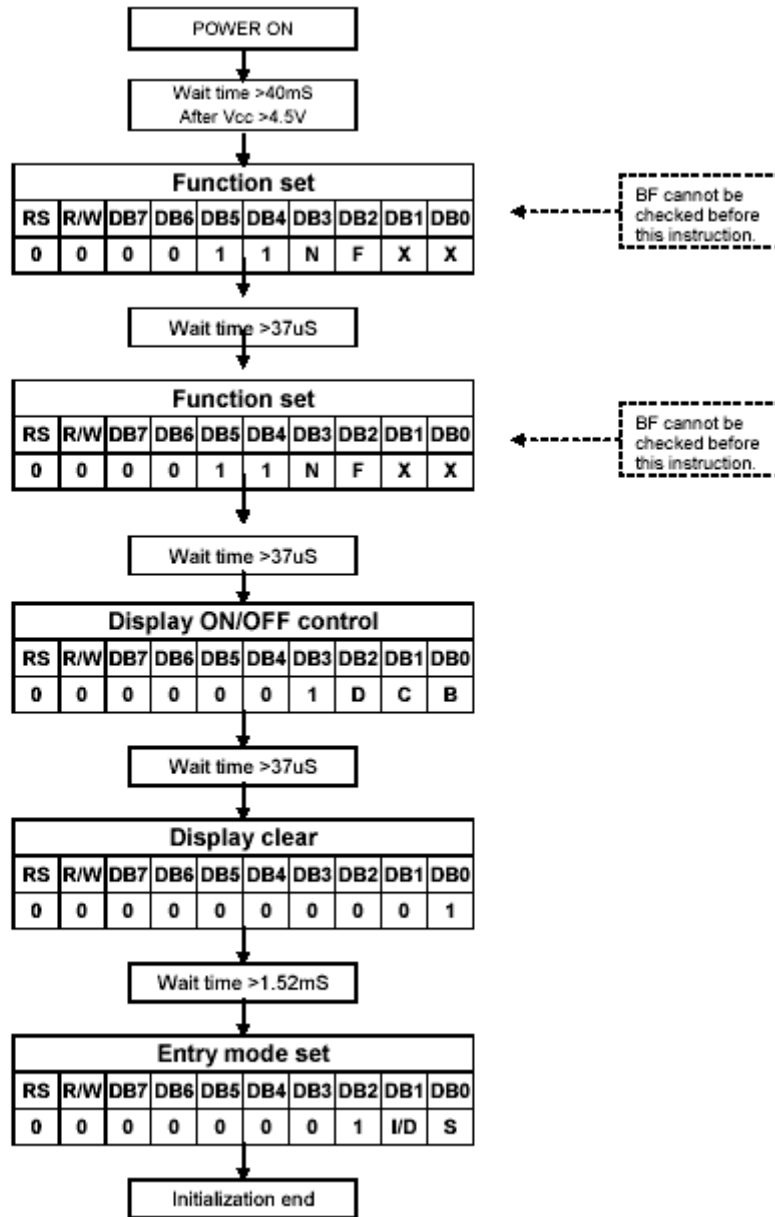 POWER ON
Wait time >40mS
After Vcc >4.5V
Function set
RS R/W DB7 DB6 DB5 DB4 DB3 DB2 DB1 DB0
0 0 0 0 1 1 N F X X
BF cannot be
checked before
this instruction.
Wait time >37uS
Function set
RS R/W DB7 DB6 DB5 DB4 DB3 DB2 DB1 DB0
0 0 0 0 1 1 N F X X
BF cannot be
checked before
this instruction.
Wait time >37uS
Display ON/OFF control
RS R/W DB7 DB6 DB5 DB4 DB3 DB2 DB1 DB0
0 0 0 0 0 0 1 D C B
Wait time >37uS
Display clear
RS R/W DB7 DB6 DB5 DB4 DB3 DB2 DB1 DB0
0 0 0 0 0 0 0 0 0 1
Wait time >1.52mS
Entry mode set
RS R/W DB7 DB6 DB5 DB4 DB3 DB2 DB1 DB0
0 0 0 0 0 0 0 1 I/D S
Initialization end